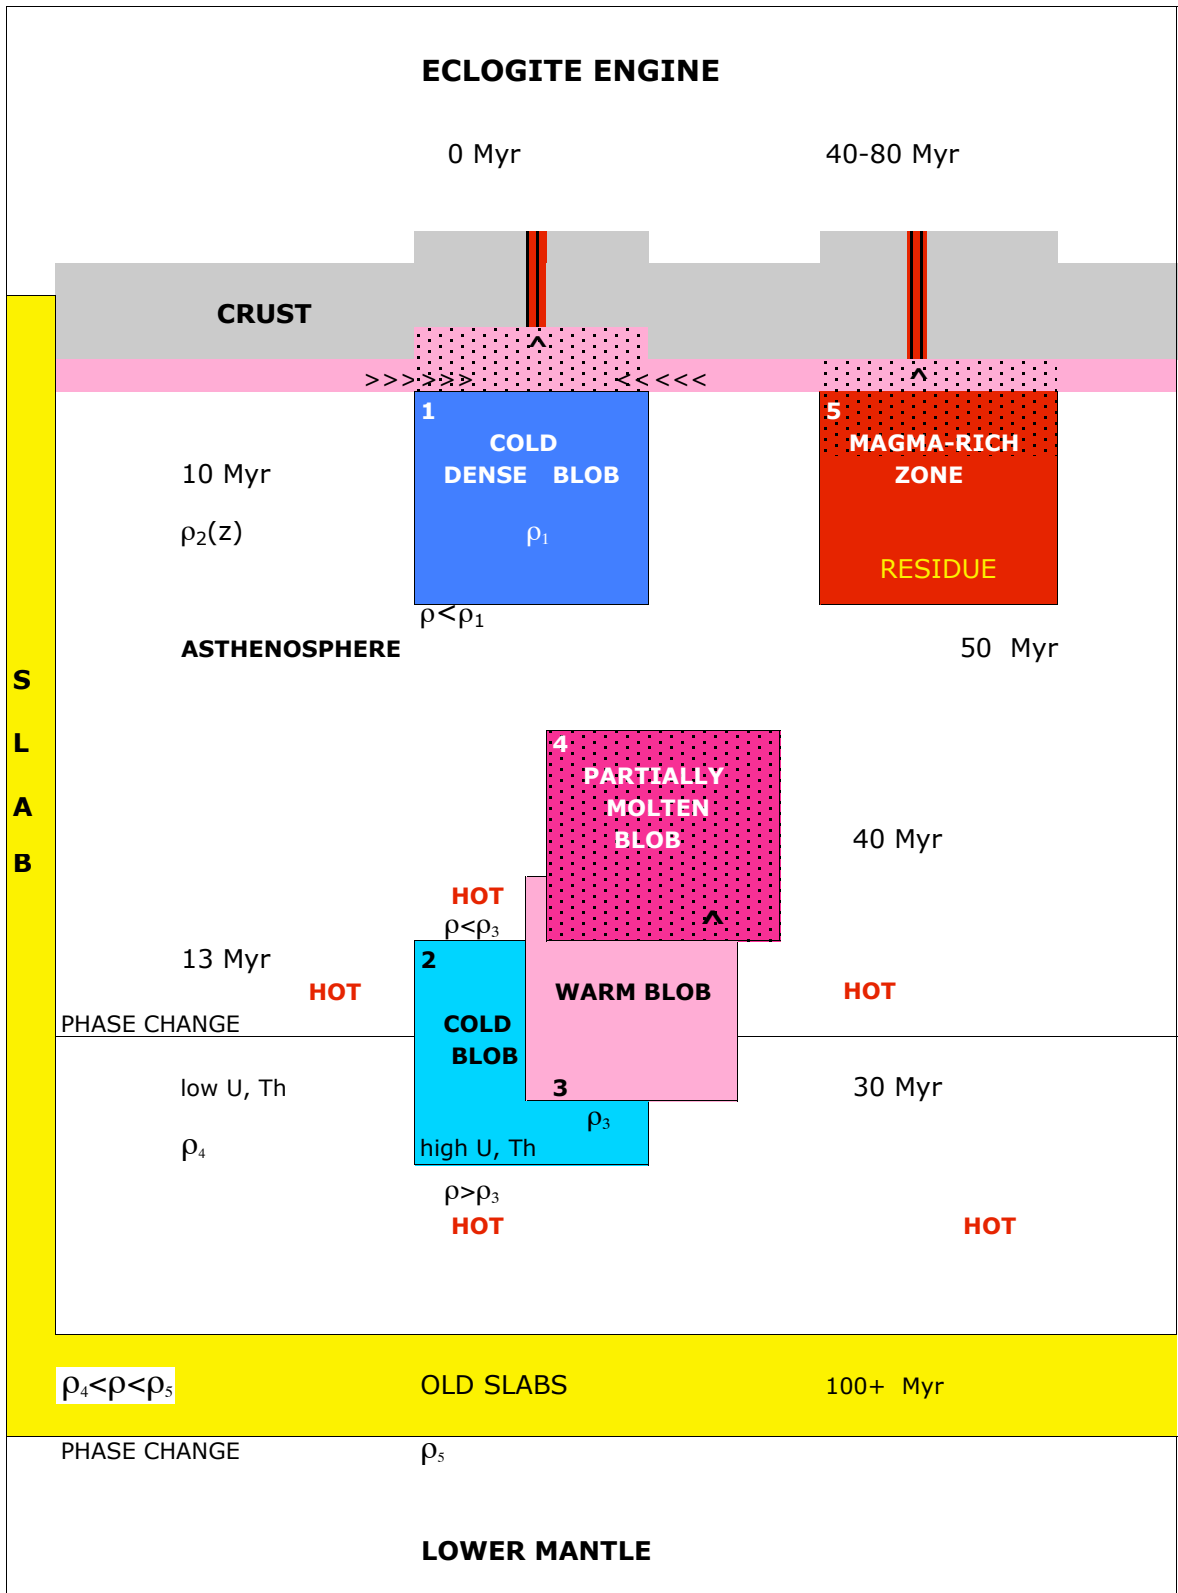 ECLOGITE ENGINE
0 Myr
40-80 Myr
CRUST
^
>>>>>>
<<<<<
^
1
COLD
DENSE BLOB
ρ₁
5
MAGMA-RICH
ZONE
RESIDUE
10 Myr
ρ₂(z)
ρ<ρ₁
ASTHENOSPHERE
50 Myr
S
L
A
B
4
PARTIALLY
MOLTEN
BLOB
^
40 Myr
HOT
ρ<ρ₃
13 Myr
HOT
2
COLD
BLOB
high U, Th
WARM BLOB
3
ρ₃
HOT
PHASE CHANGE
low U, Th
30 Myr
ρ₄
ρ>ρ₃
HOT
HOT
ρ₄<ρ<ρ₅
OLD SLABS
100+ Myr
PHASE CHANGE
ρ₅
LOWER MANTLE